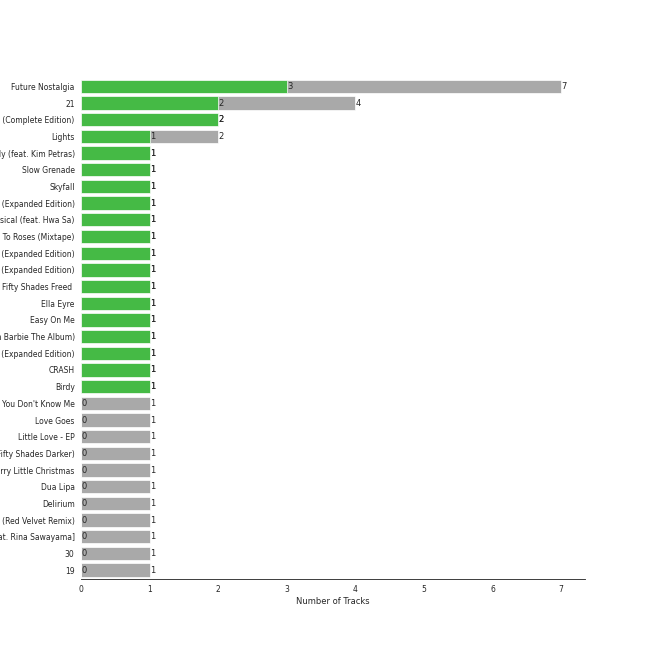 Future Nostalgia 3 7
21 2 4
(Complete Edition) 2
Lights 1 2
ly (feat. Kim Petras) 1
Slow Grenade 1
Skyfall 1
(Expanded Edition) 1
sical (feat. Hwa Sa) 1
To Roses (Mixtape) 1
(Expanded Edition) 1
(Expanded Edition) 1
Fifty Shades Freed 1
Ella Eyre 1
Easy On Me 1
Barbie The Album) 1
(Expanded Edition) 1
CRASH 1
Birdy 1
You Don't Know Me 0 1
Love Goes 0 1
Little Love - EP 0 1
ifty Shades Darker) 0 1
rry Little Christmas 0 1
Dua Lipa 0 1
Delirium 0 1
(Red Velvet Remix) 0 1
at. Rina Sawayama] 0 1
30 0 1
19 0 1
0 1 2 3 4 5 6 7
Number of Tracks